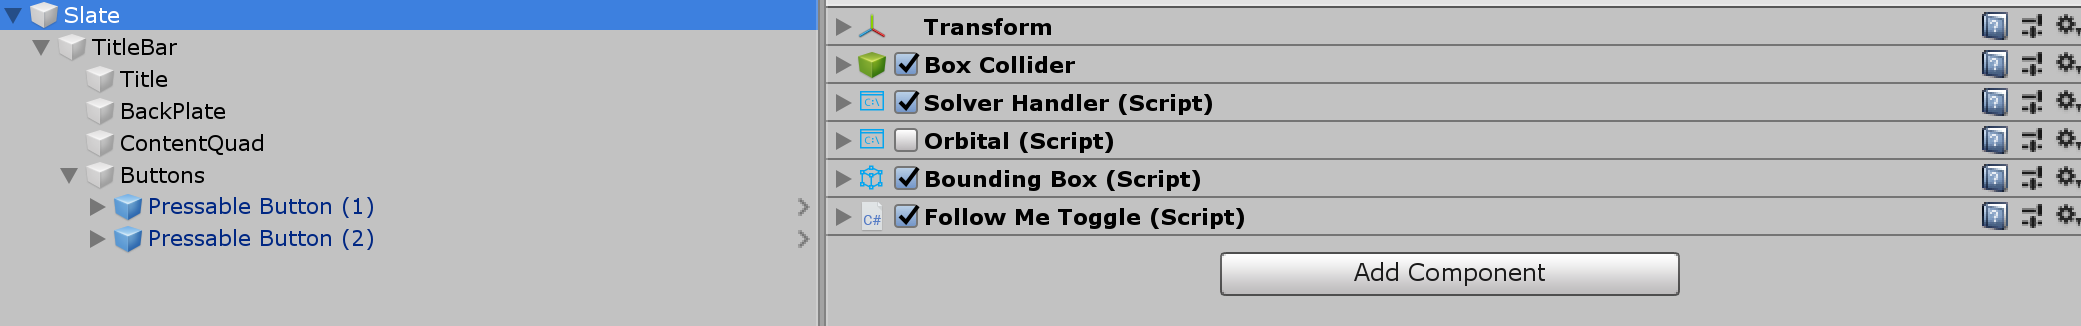 Slate
TitleBar
Title
BackPlate
ContentQuad
Buttons
Pressable Button (1)
Pressable Button (2)
Transform
Box Collider
Solver Handler (Script)
Orbital (Script)
Bounding Box (Script)
C# Follow Me Toggle (Script)
Add Component